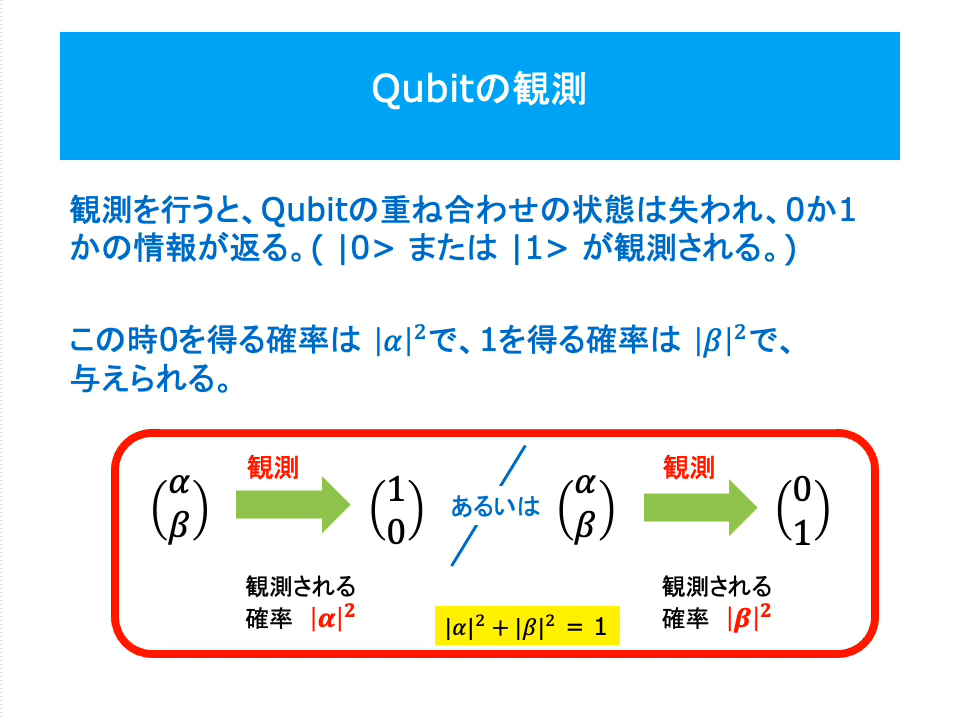 Qubitの観測
観測を行うと、Qubitの重ね合わせの状態は失われ、0か1
かの情報が返る。( |0> または |1> が観測される。)
この時0を得る確率は |α|²で、1を得る確率は |β|²で、
与えられる。
観測
観測
(α β) (1 0) あるいは (α β) (0 1)
観測される
確率 |α|²
観測される
確率 |β|²
|α|² + |β|² = 1